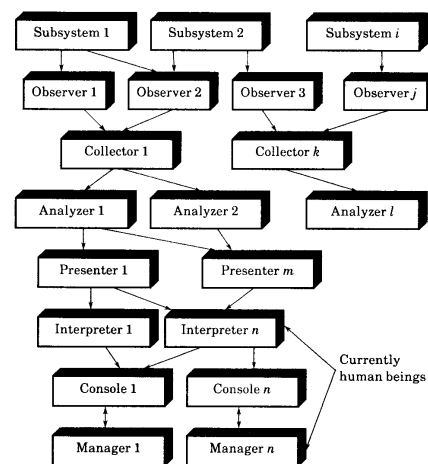 Subsystem 1
Subsystem 2
Subsystem i
Observer 1
Observer 2
Observer 3
Observer j
Collector 1
Collector k
Analyzer 1
Analyzer 2
Analyzer l
Presenter 1
Presenter m
Interpreter 1
Interpreter n
Currently
human beings
Console 1
Console n
Manager 1
Manager n